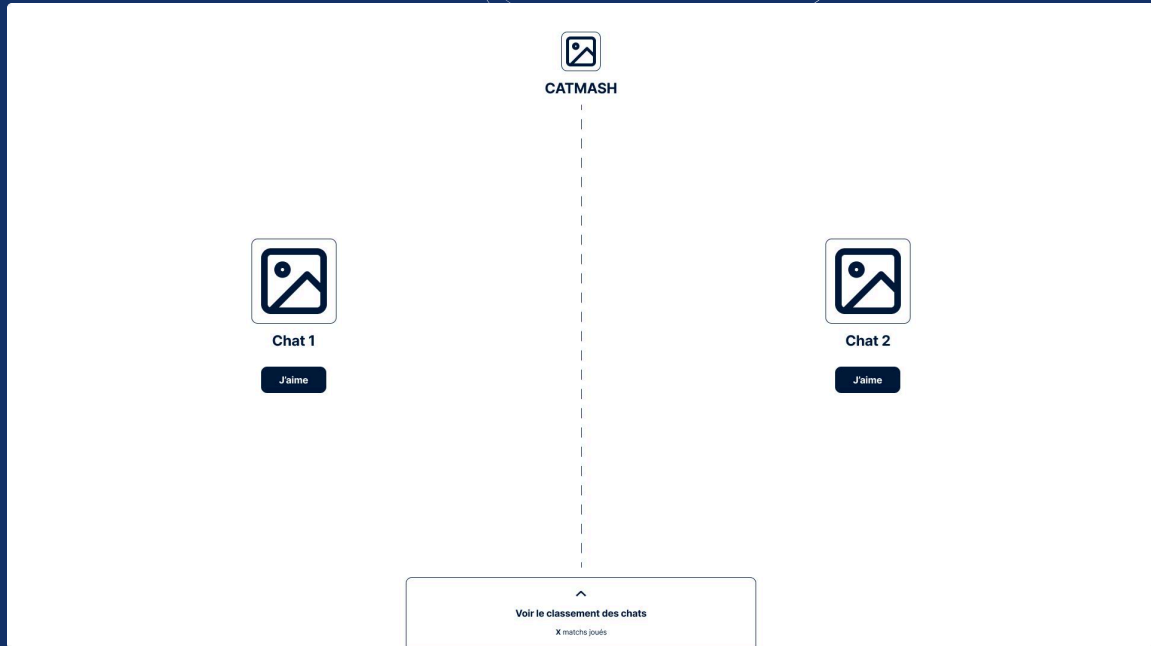 CATMASH
Chat 1
J'aime
Chat 2
J'aime
Voir le classement des chats
X matchs joués